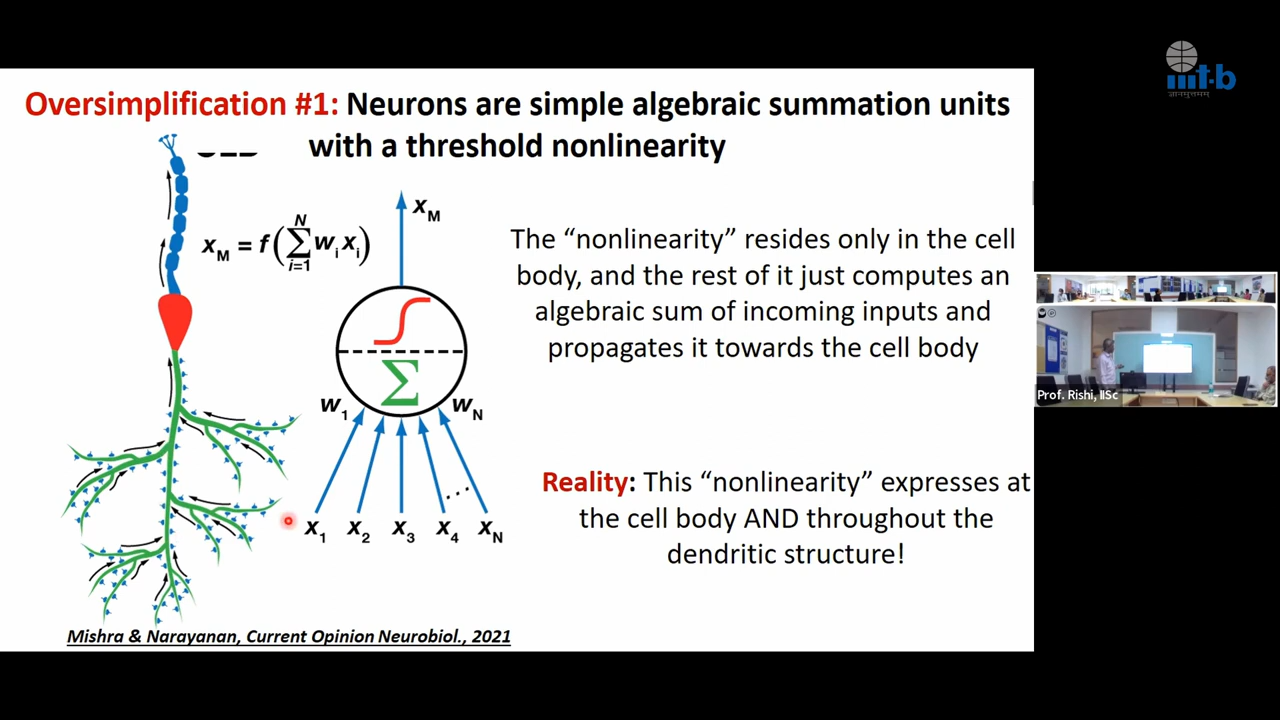 iiit-b
ज्ञानमुत्तमम्
Oversimplification #1: Neurons are simple algebraic summation units
with a threshold nonlinearity
x_M = f(∑_{i=1}^{N} w_i x_i)
x_M
∑
w_1
w_N
x_1 x_2 x_3 x_4 ... x_N
The “nonlinearity” resides only in the cell
body, and the rest of it just computes an
algebraic sum of incoming inputs and
propagates it towards the cell body
Reality: This “nonlinearity” expresses at
the cell body AND throughout the
dendritic structure!
Mishra & Narayanan, Current Opinion Neurobiol., 2021
Prof. Rishi, IISc